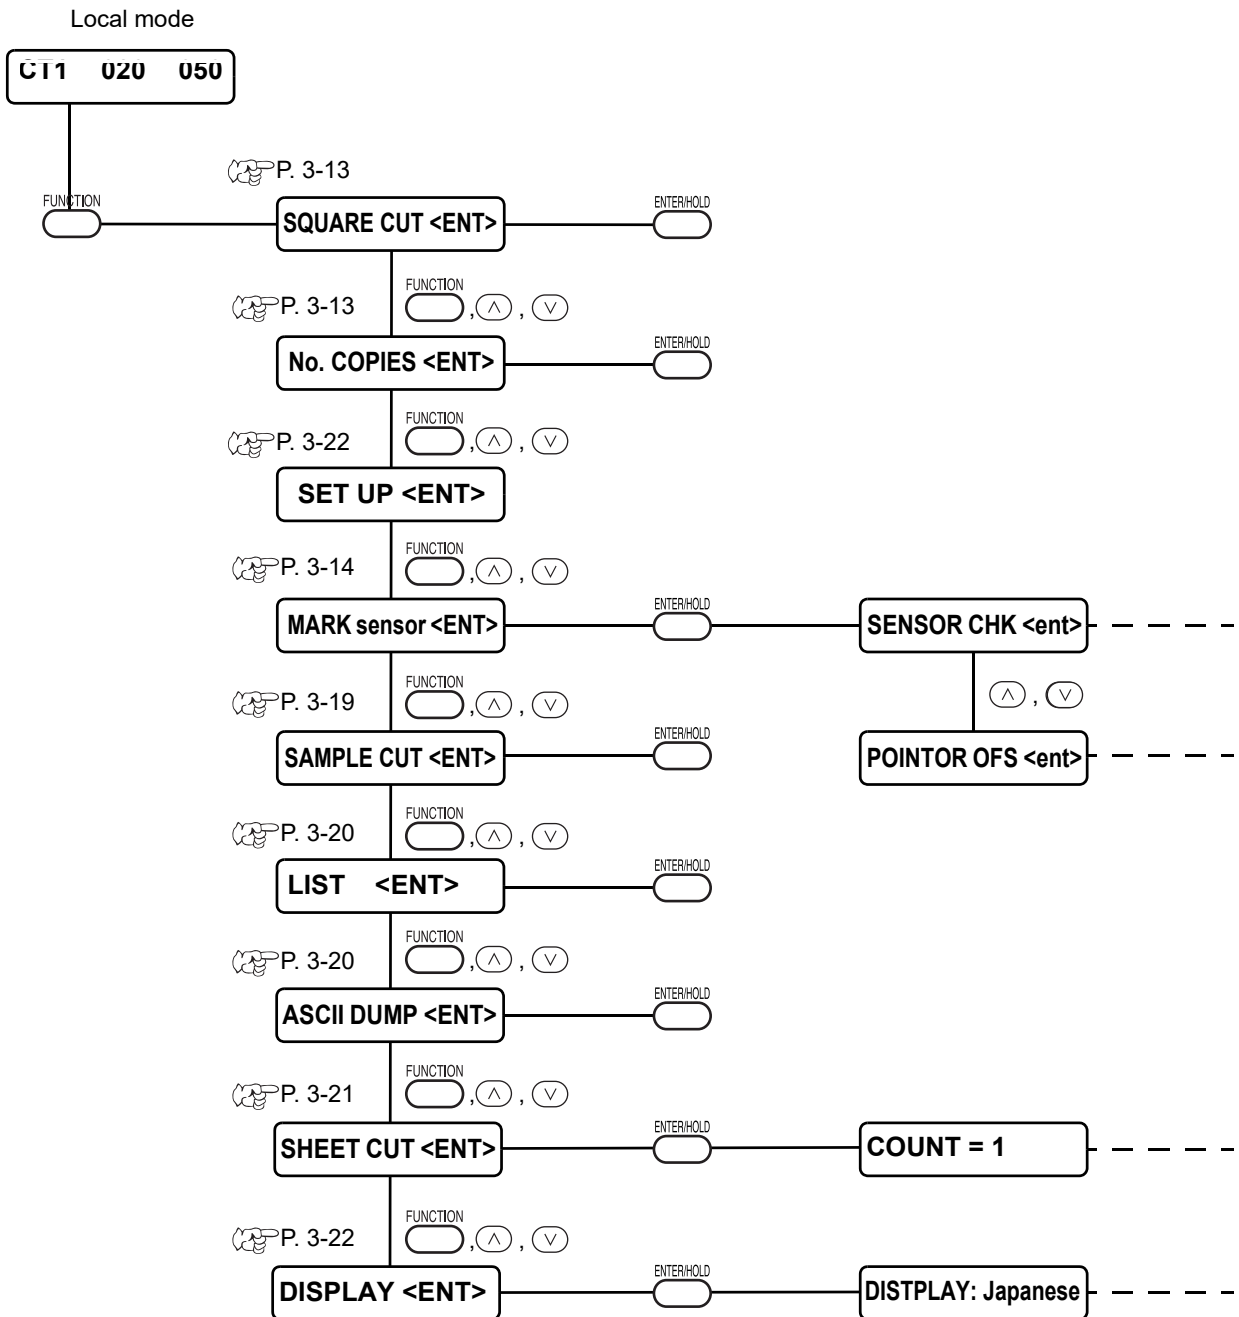 Local mode
CT1 020 050
P. 3-13
FUNCTION
SQUARE CUT <ENT>
ENTER/HOLD
P. 3-13
FUNCTION
, ,
No. COPIES <ENT>
ENTER/HOLD
P. 3-22
FUNCTION
, ,
SET UP <ENT>
P. 3-14
FUNCTION
, ,
MARK sensor <ENT>
ENTER/HOLD
SENSOR CHK <ent>
,
P. 3-19
FUNCTION
, ,
SAMPLE CUT <ENT>
ENTER/HOLD
POINTOR OFS <ent>
P. 3-20
FUNCTION
, ,
LIST <ENT>
ENTER/HOLD
P. 3-20
FUNCTION
, ,
ASCII DUMP <ENT>
ENTER/HOLD
P. 3-21
FUNCTION
, ,
SHEET CUT <ENT>
ENTER/HOLD
COUNT = 1
P. 3-22
FUNCTION
, ,
DISPLAY <ENT>
ENTER/HOLD
DISTPLAY: Japanese